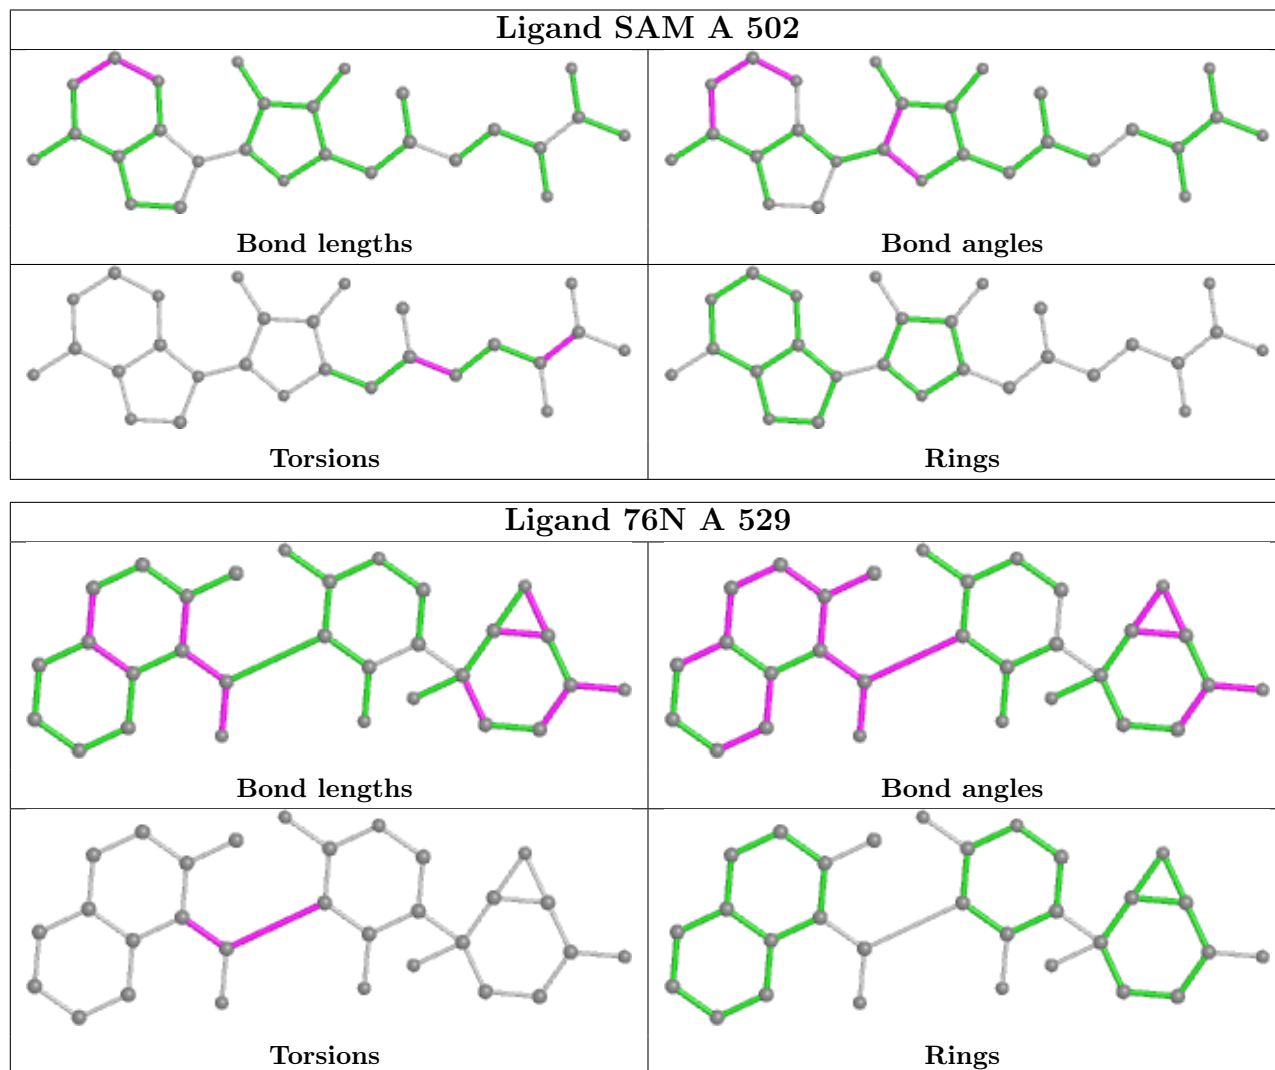 Ligand SAM A 502
Bond lengths
Bond angles
Torsions
Rings
Ligand 76N A 529
Bond lengths
Bond angles
Torsions
Rings